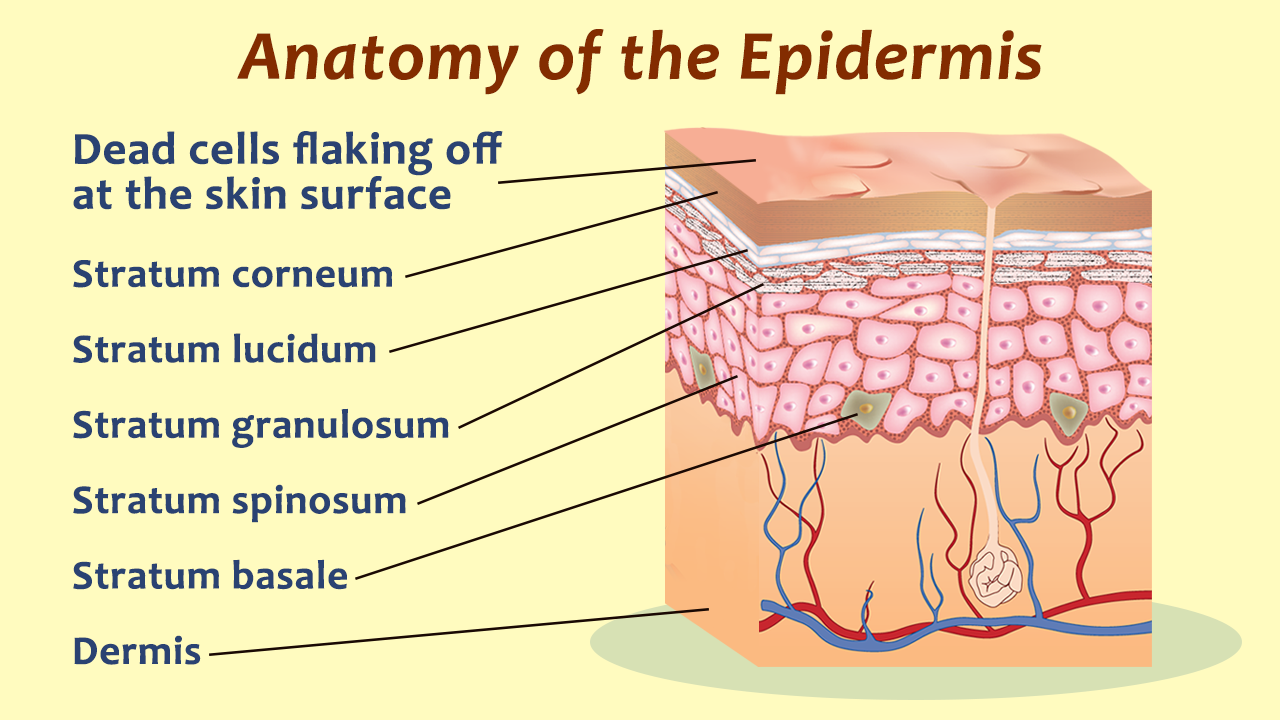 Anatomy of the Epidermis
Dead cells flaking off
at the skin surface
Stratum corneum
Stratum lucidum
Stratum granulosum
Stratum spinosum
Stratum basale
Dermis